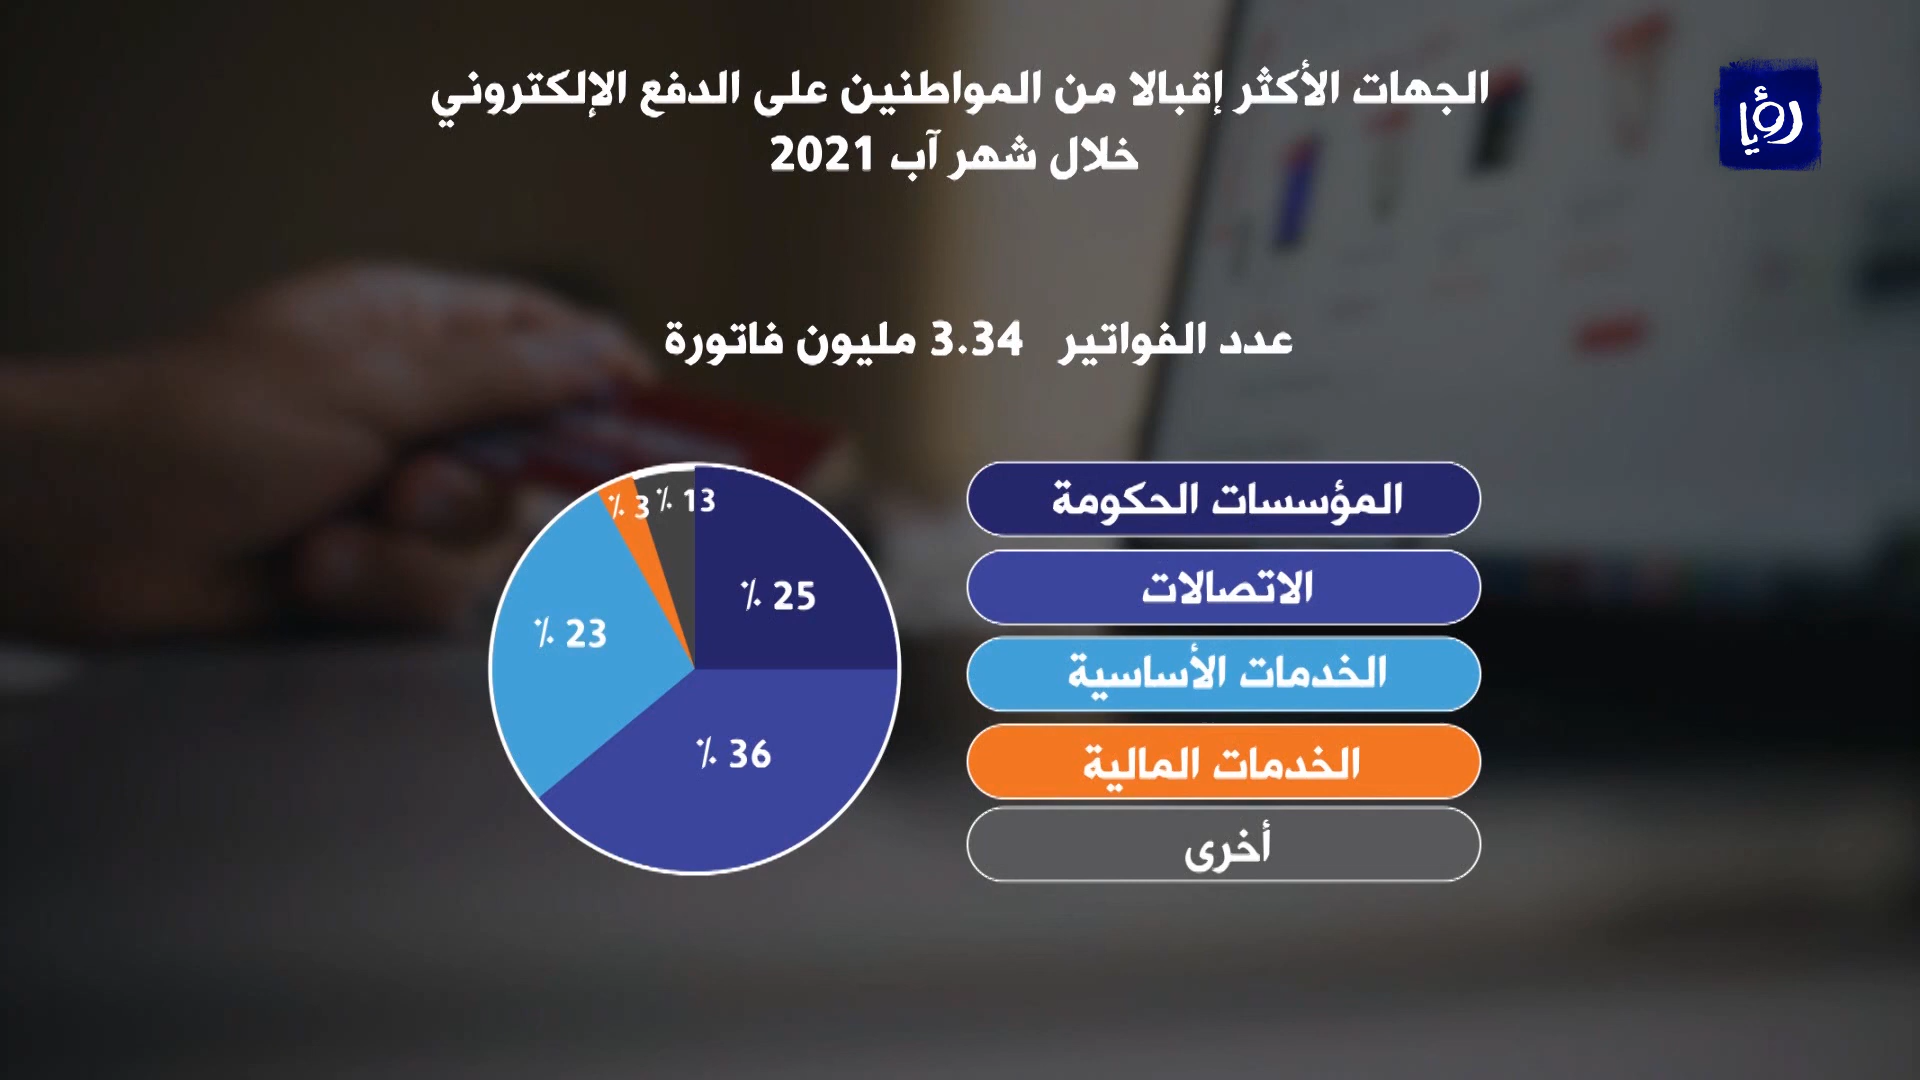 الجهات الأكثر إقبالا من المواطنين على الدفع الإلكتروني
خلال شهر آب 2021
رؤيا
عدد الفواتير 3.34 مليون فاتورة
المؤسسات الحكومة
الاتصالات
الخدمات الأساسية
الخدمات المالية
أخرى
٪ 13
٪ 3
٪ 25
٪ 23
٪ 36